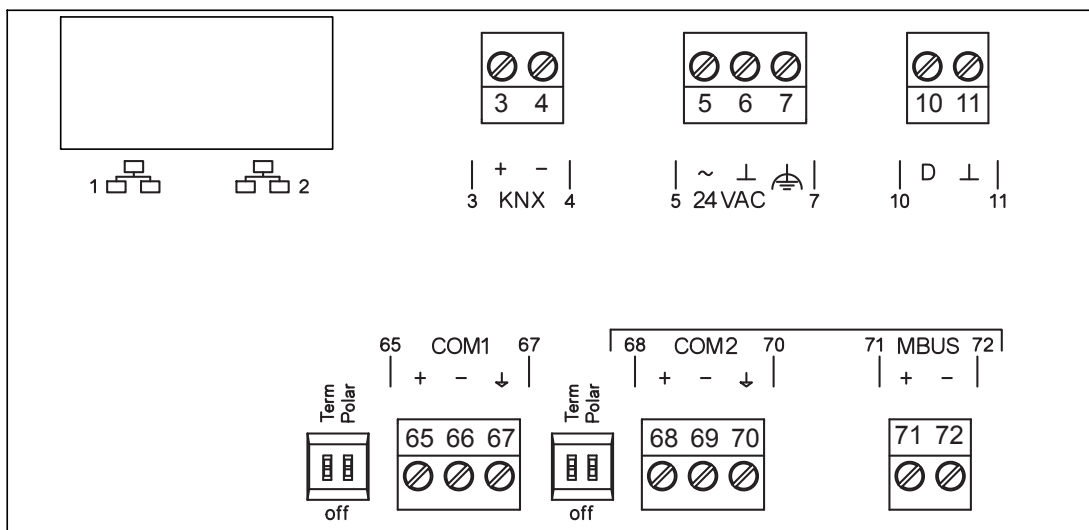 3 4
5 6 7
10 11
1 2
+ −
3 KNX 4
~ ⊥
5 24 VAC 7
D ⊥
10 11
65 COM1 67
+ −
68 COM2 70
+ −
71 MBUS 72
+ −
Term
Polar
off
65 66 67
Term
Polar
off
68 69 70
71 72